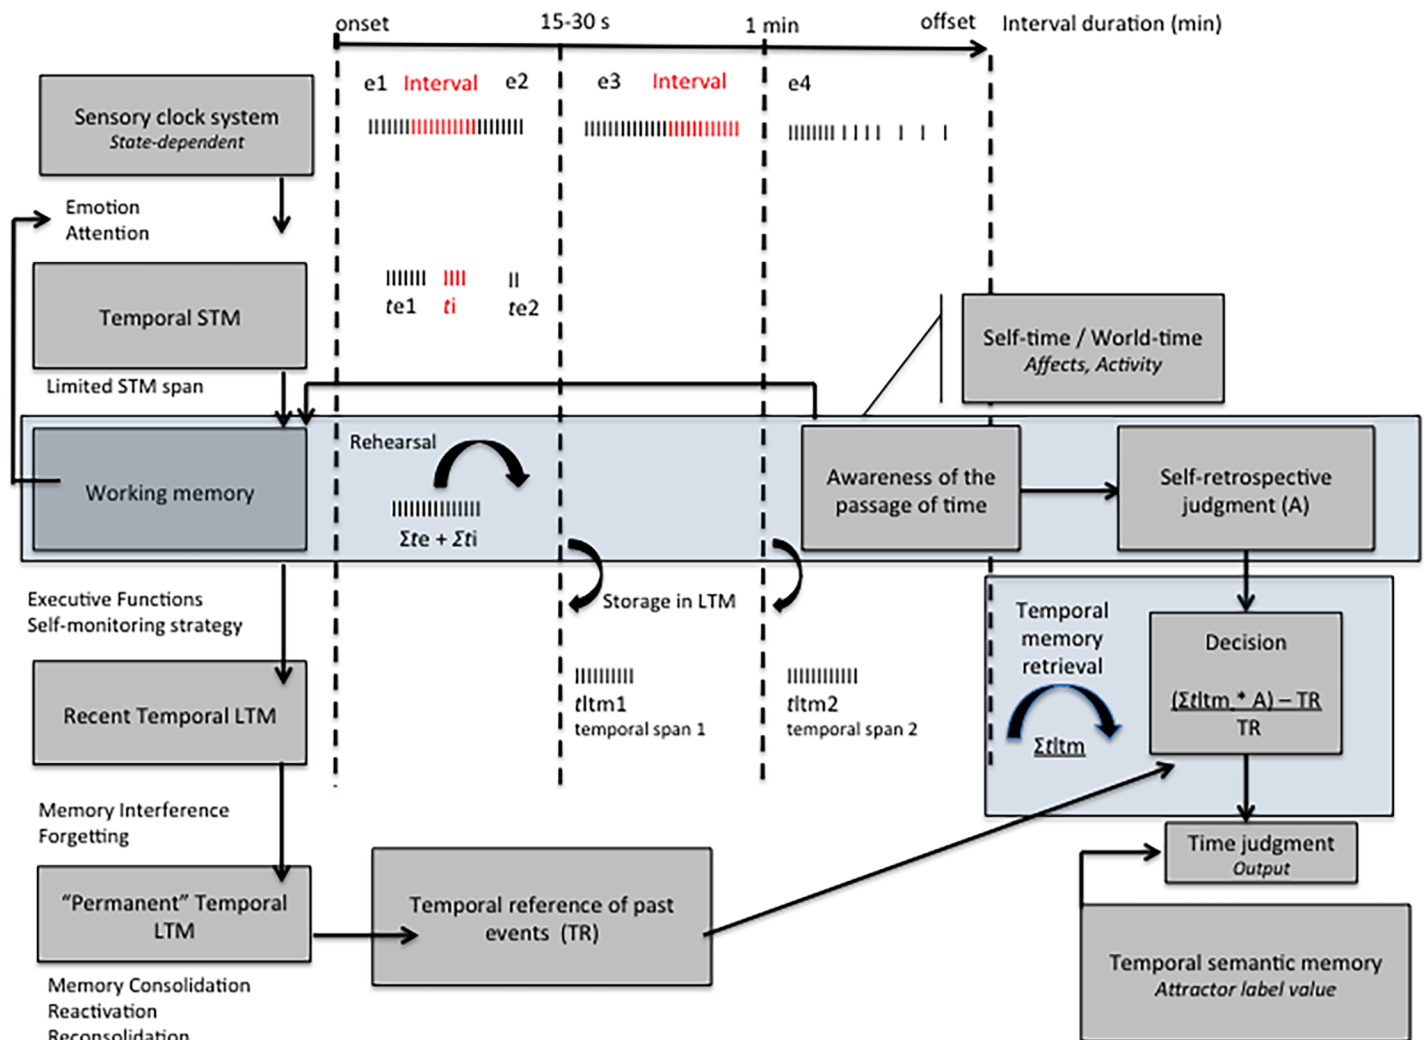 onset
15-30 s
1 min
offset
Interval duration (min)
e1
Interval
e2
e3
Interval
e4
Sensory clock system
State-dependent
Emotion
Attention
te1
ti
te2
Temporal STM
Limited STM span
Self-time / World-time
Affects, Activity
Working memory
Rehearsal
Σte + Σti
Awareness of the
passage of time
Self-retrospective
judgment (A)
Executive Functions
Self-monitoring strategy
Storage in LTM
Temporal
memory
retrieval
Σtltm
Decision
(Σtltm * A) – TR
TR
Recent Temporal LTM
tltm1
temporal span 1
tltm2
temporal span 2
Memory Interference
Forgetting
Time judgment
Output
"Permanent" Temporal
LTM
Temporal reference of past
events (TR)
Temporal semantic memory
Attractor label value
Memory Consolidation
Reactivation
Reconsolidation